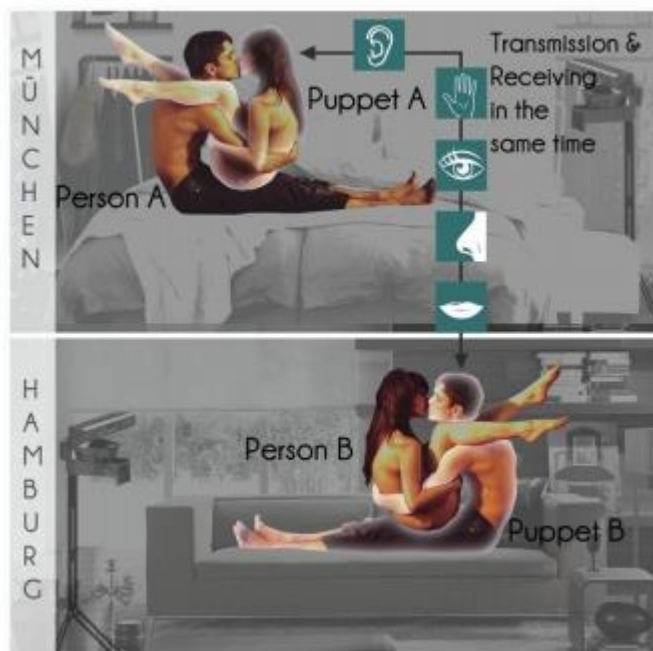 MÜNCHEN
Transmission &
Receiving
in the
same time
Puppet A
Person A
HAMBURG
Person B
Puppet B